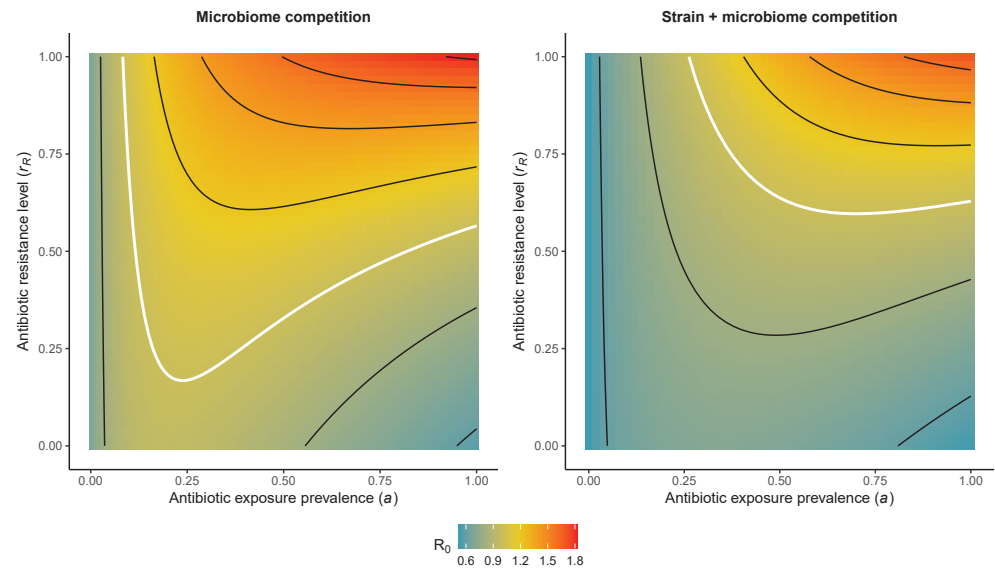 Microbiome competition
Strain + microbiome competition
Antibiotic resistance level (r_R)
1.00
0.75
0.50
0.25
0.00
0.00 0.25 0.50 0.75 1.00
Antibiotic exposure prevalence (a)
Antibiotic resistance level (r_R)
1.00
0.75
0.50
0.25
0.00
0.00 0.25 0.50 0.75 1.00
Antibiotic exposure prevalence (a)
R₀
0.6 0.9 1.2 1.5 1.8